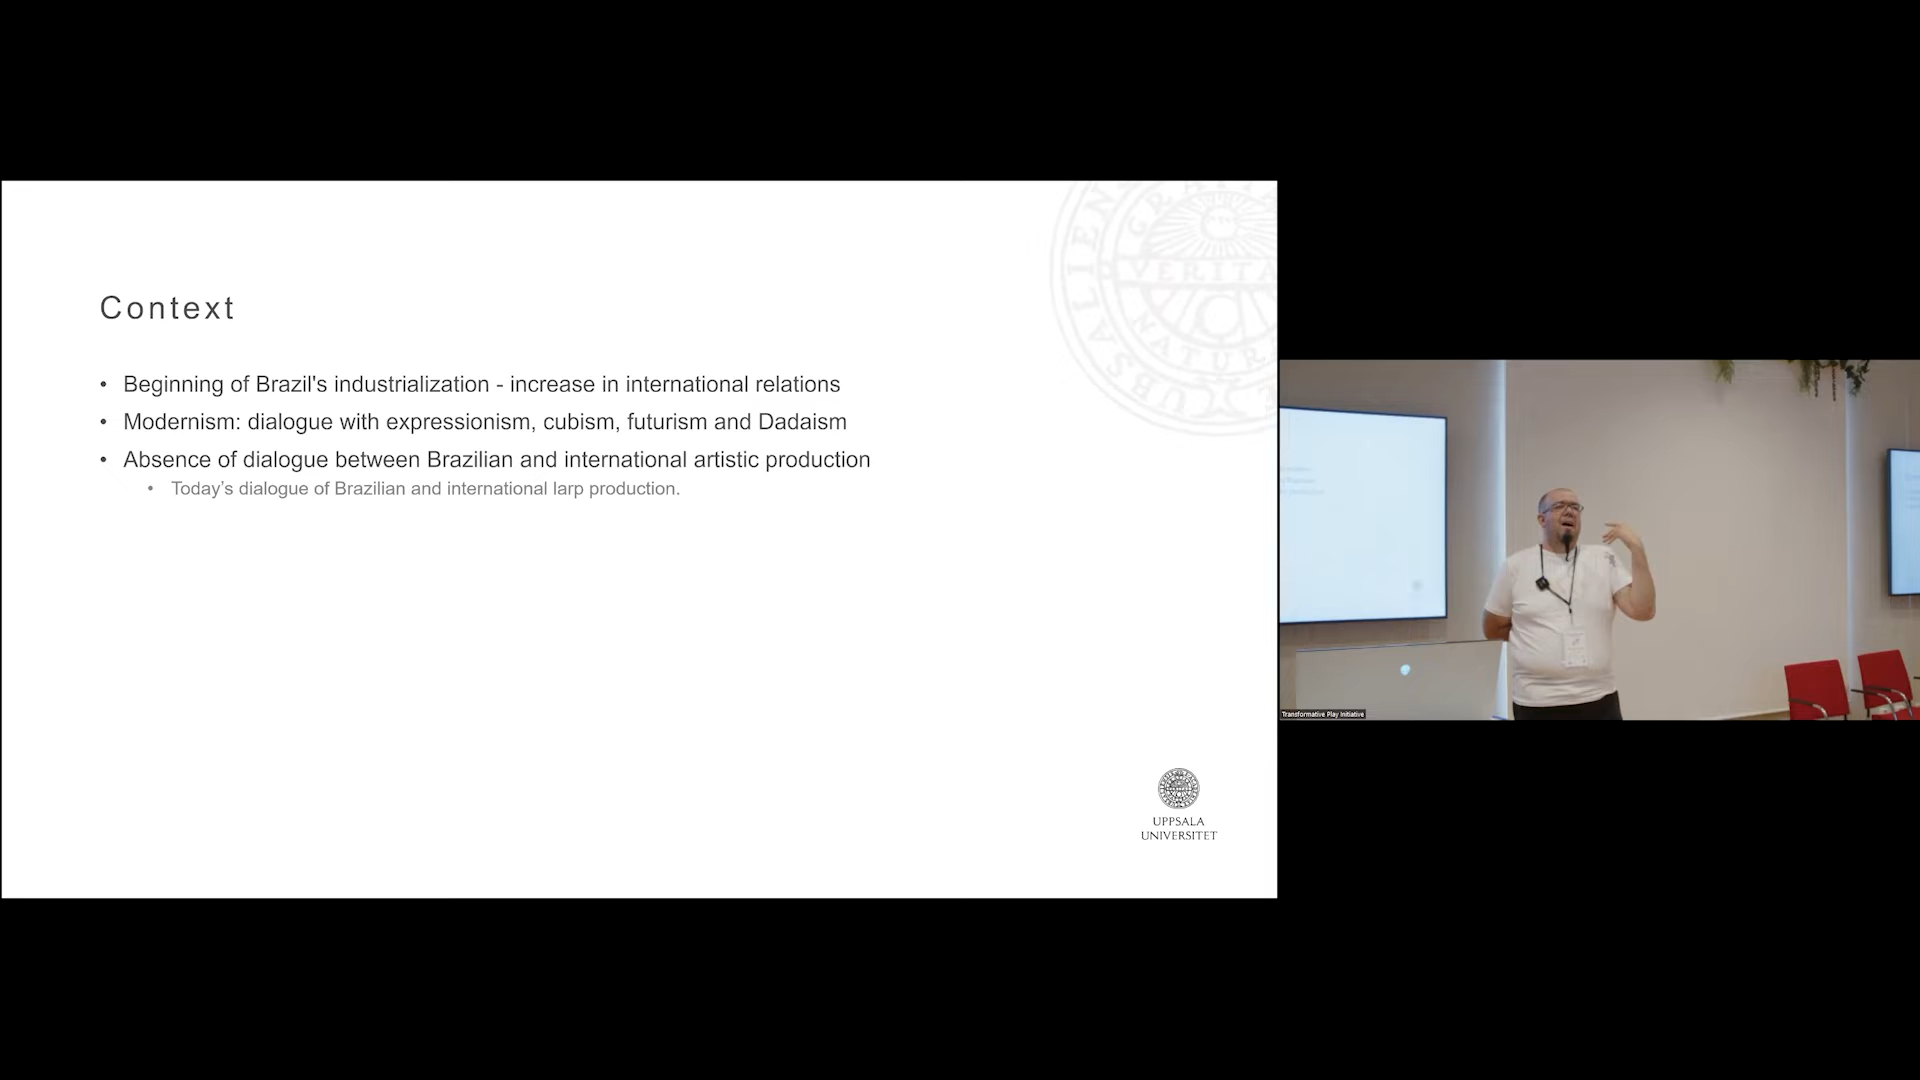 Context
• Beginning of Brazil's industrialization - increase in international relations
• Modernism: dialogue with expressionism, cubism, futurism and Dadaism
• Absence of dialogue between Brazilian and international artistic production
• Today’s dialogue of Brazilian and international larp production.
UPPSALA
UNIVERSITET
Transformative Play Initiative